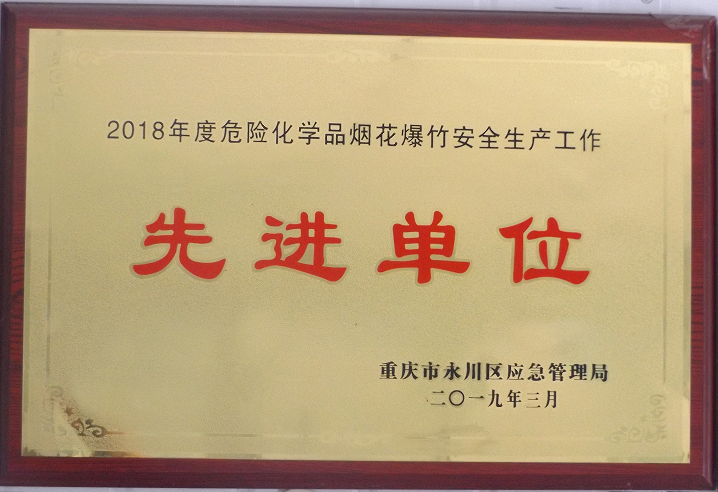 2018年度危险化学品烟花爆竹安全生产工作
先进单位
重庆市永川区应急管理局
二〇一九年三月